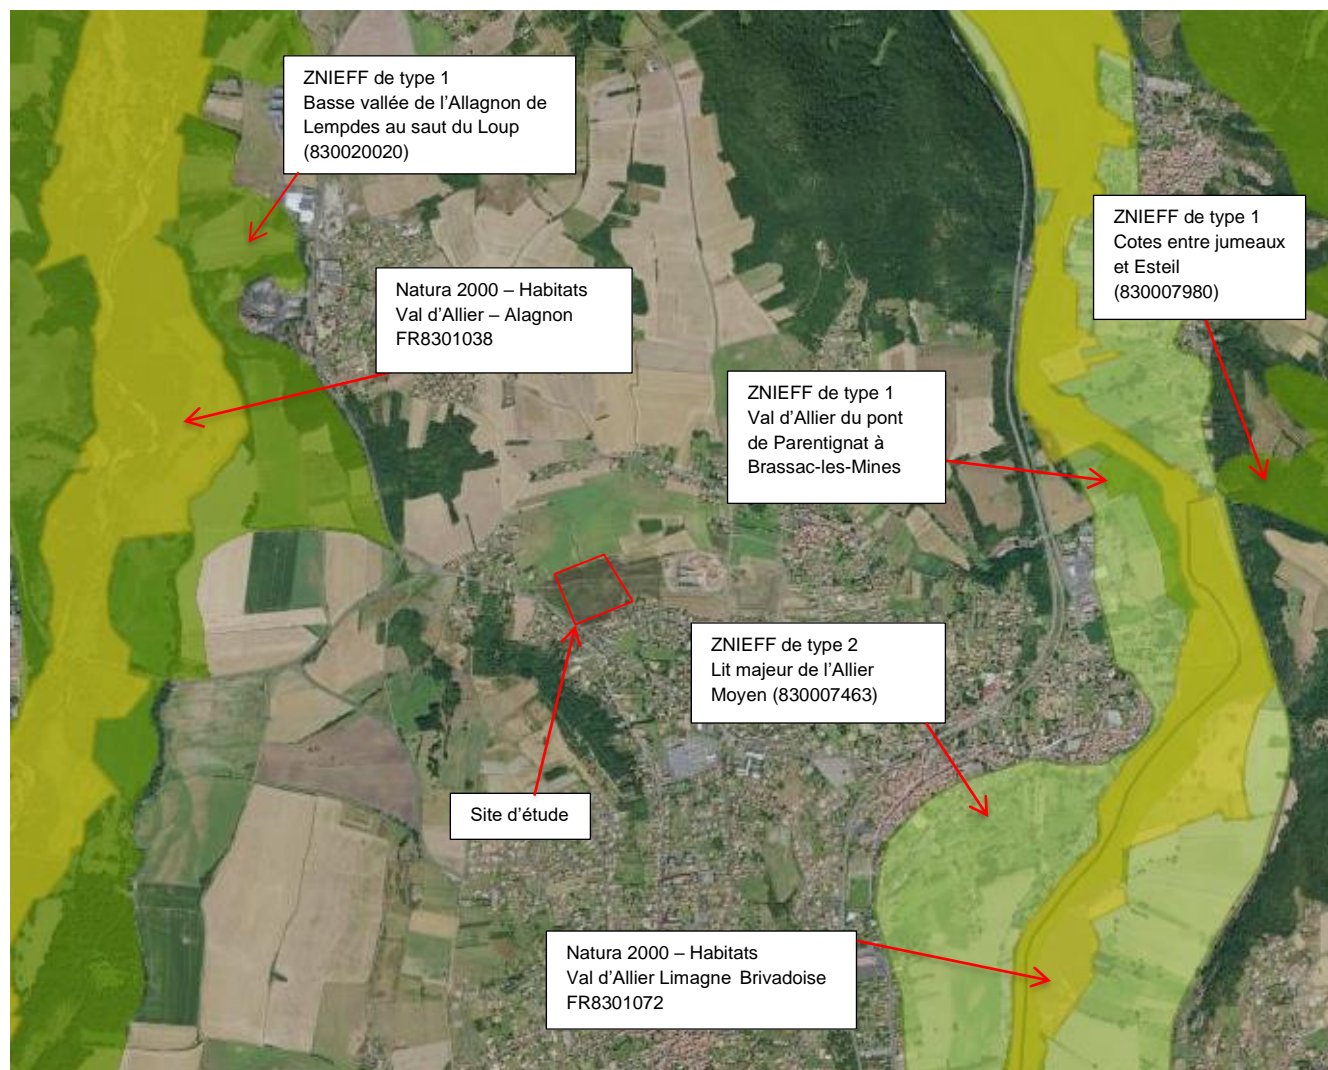 ZNIEFF de type 1
Basse vallée de l’Allagnon de
Lempdes au saut du Loup
(830020020)
ZNIEFF de type 1
Cotes entre jumeaux
et Esteil
(830007980)
Natura 2000 – Habitats
Val d’Allier – Alagnon
FR8301038
ZNIEFF de type 1
Val d’Allier du pont
de Parentignat à
Brassac-les-Mines
ZNIEFF de type 2
Lit majeur de l’Allier
Moyen (830007463)
Site d’étude
Natura 2000 – Habitats
Val d’Allier Limagne Brivadoise
FR8301072